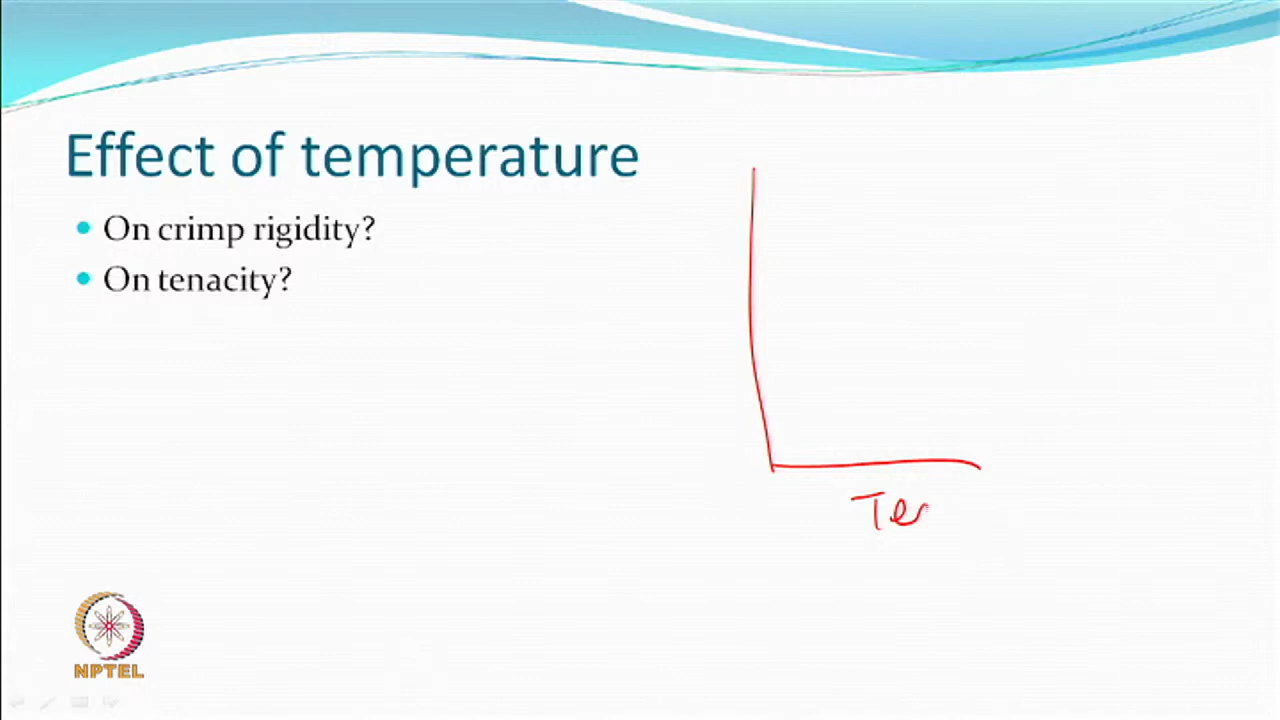 Effect of temperature
On crimp rigidity?
On tenacity?
Te
NPTEL